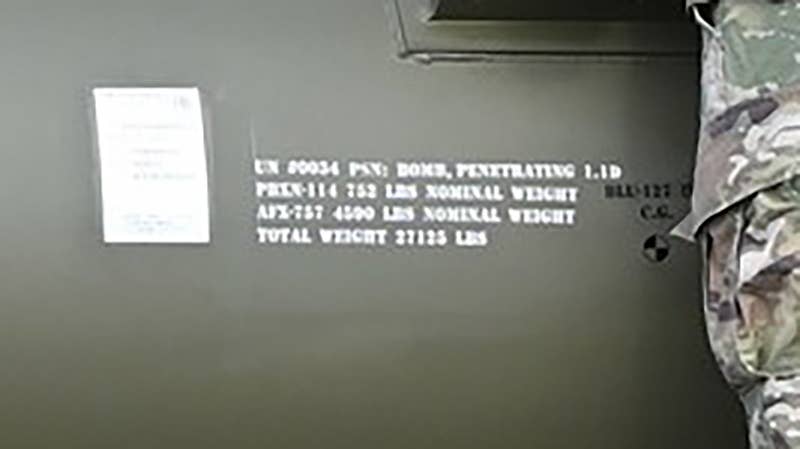 UN #0034 PSN: BOMB, PENETRATING 1.1D
PBXN-114 752 LBS NOMINAL WEIGHT
AFX-757 4590 LBS NOMINAL WEIGHT
TOTAL WEIGHT 27125 LBS
BLU-127
C.G.